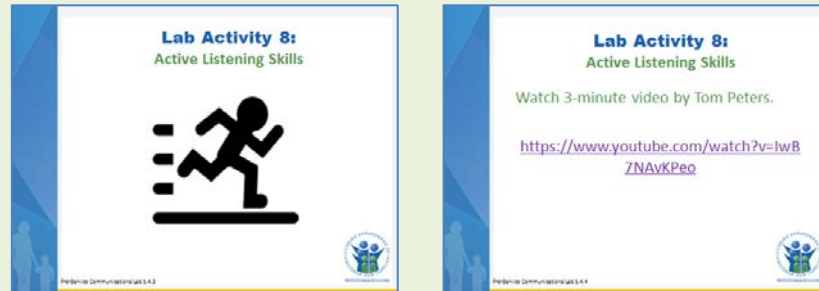 Lab Activity 8:
Active Listening Skills
Lab Activity 8:
Active Listening Skills
Watch 3-minute video by Tom Peters.
https://www.youtube.com/watch?v=IwB
7NAvKPeo